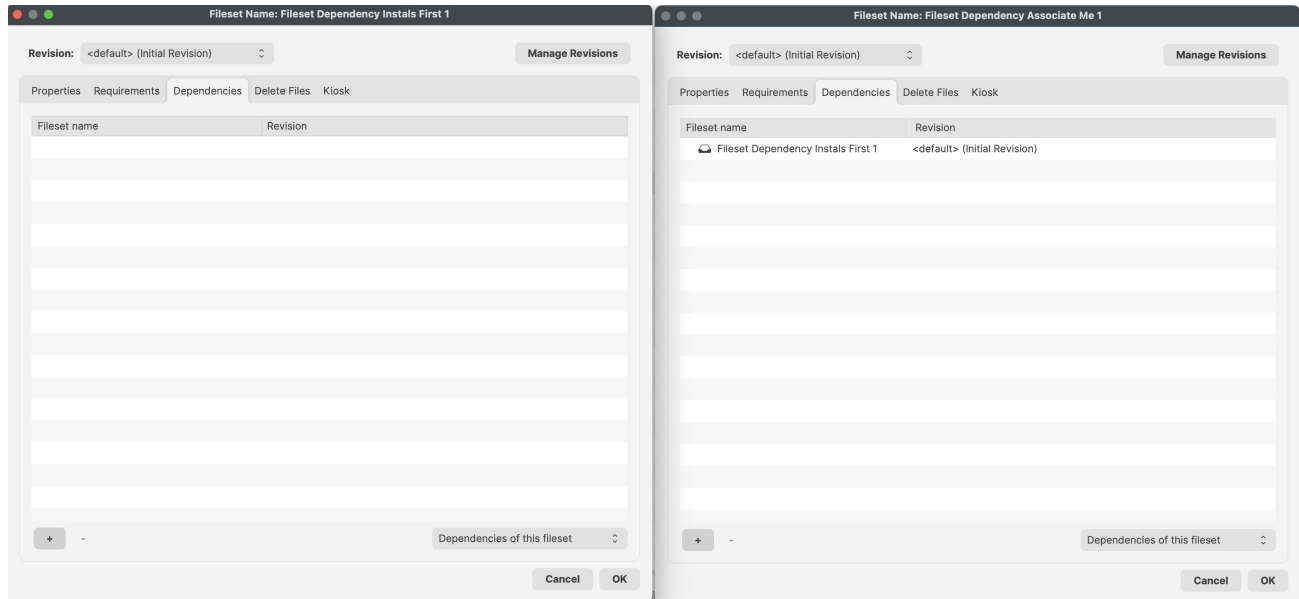 Fileset Name: Fileset Dependency Instals First 1
Revision: <default> (Initial Revision) Manage Revisions
Properties Requirements Dependencies Delete Files Kiosk
Fileset name Revision
+ - Dependencies of this fileset
Cancel OK
Fileset Name: Fileset Dependency Associate Me 1
Revision: <default> (Initial Revision) Manage Revisions
Properties Requirements Dependencies Delete Files Kiosk
Fileset name Revision
Fileset Dependency Instals First 1 <default> (Initial Revision)
+ - Dependencies of this fileset
Cancel OK